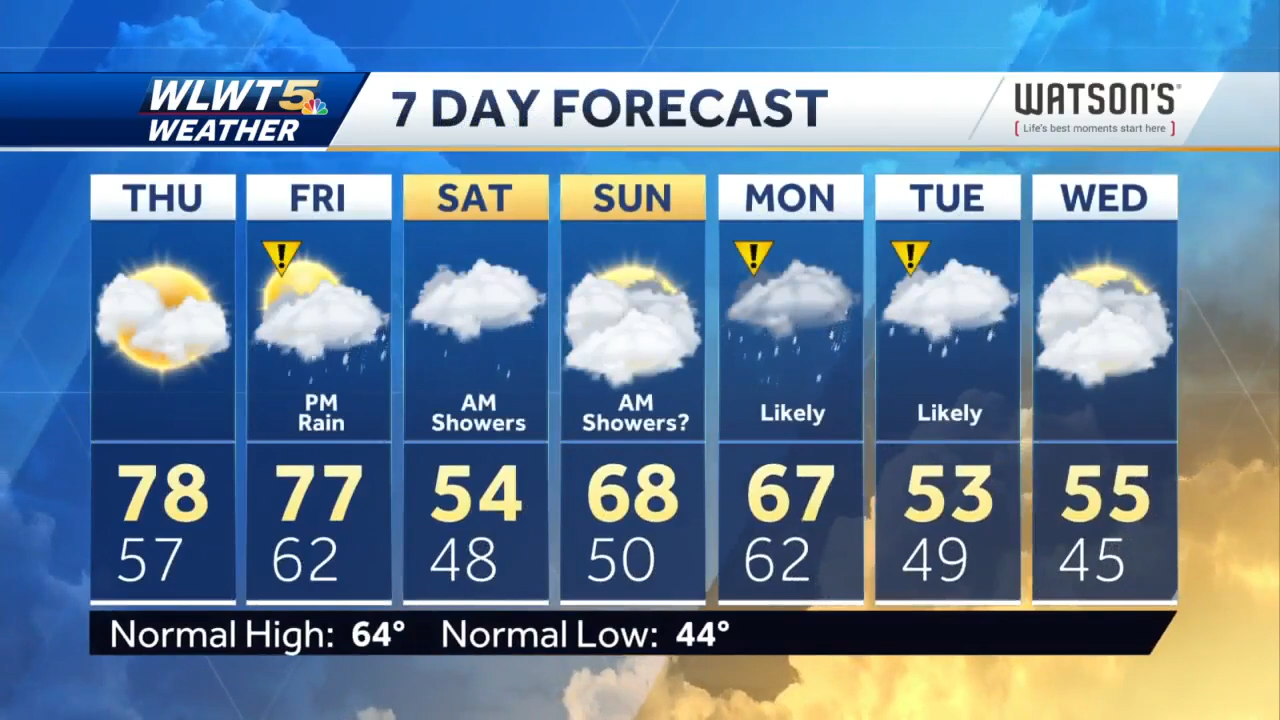 WLWT5
WEATHER
7 DAY FORECAST
WATSON'S®
[ Life's best moments start here ]
THU
FRI
SAT
SUN
MON
TUE
WED
!
!
!
PM
Rain
AM
Showers
AM
Showers?
Likely
Likely
78
77
54
68
67
53
55
57
62
48
50
62
49
45
Normal High: 64° Normal Low: 44°